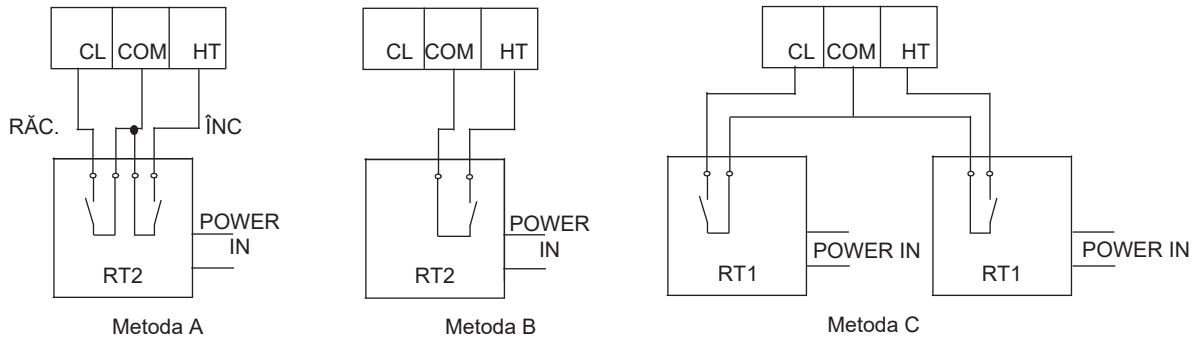 CL COM HT
RĂC.
ÎNC
POWER
IN
RT2
Metoda A
CL COM HT
POWER
IN
RT2
Metoda B
CL COM HT
POWER IN
RT1
POWER IN
RT1
Metoda C